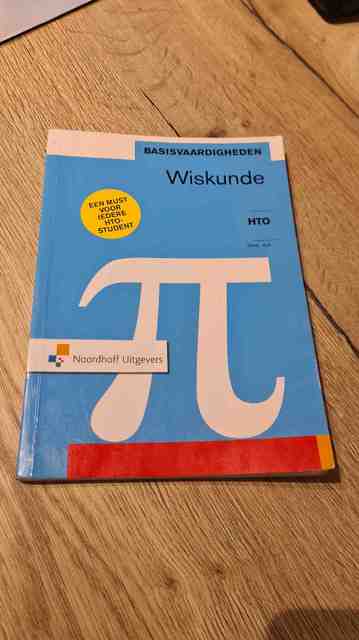 BASISVAARDIGHEDEN
Wiskunde
EEN MUST
VOOR
IEDERE
HTO-
STUDENT
HTO
π
Noordhoff Uitgevers